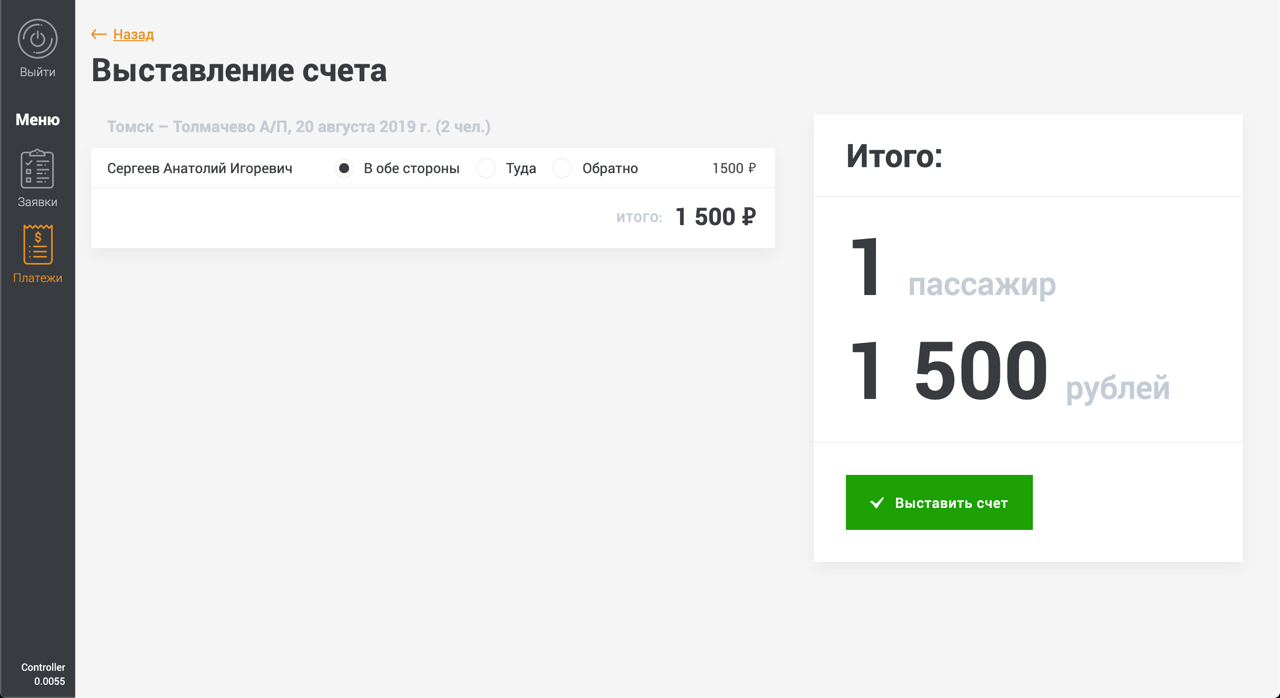 Выйти
Меню
Заявки
Платежи
Controller
0.0055
Назад
Выставление счета
Томск – Толмачево А/П, 20 августа 2019 г. (2 чел.)
Сергеев Анатолий Игоревич В обе стороны Туда Обратно 1500 ₽
итого: 1 500 ₽
Итого:
1 пассажир
1 500 рублей
Выставить счет